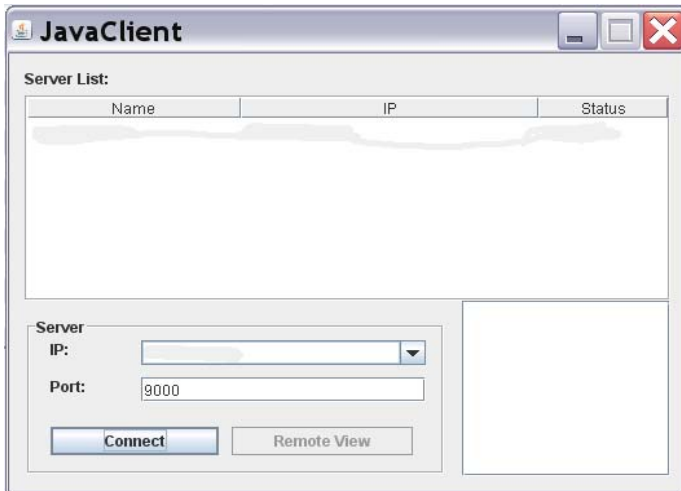 JavaClient
Server List:
Name IP Status
Server
IP:
Port: 9000
Connect Remote View